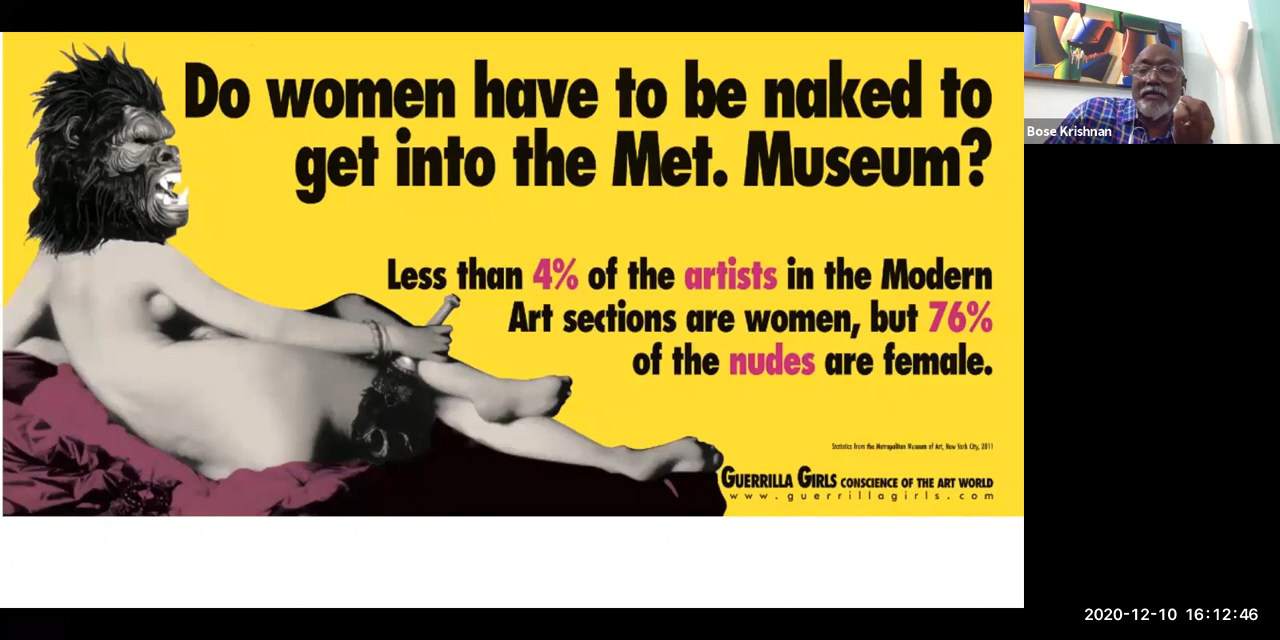 Do women have to be naked to
get into the Met. Museum?
Less than 4% of the artists in the Modern
Art sections are women, but 76%
of the nudes are female.
Statistics from the Metropolitan Museum of Art, New York City, 2011
GUERRILLA GIRLS CONSCIENCE OF THE ART WORLD
www.guerrillagirls.com
Bose Krishnan
2020-12-10 16:12:46